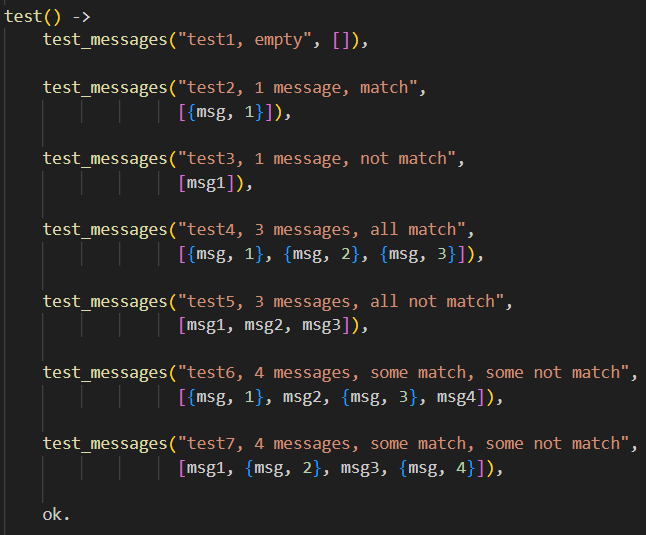 test() ->
    test_messages("test1, empty", []),
    test_messages("test2, 1 message, match",
                  [{msg, 1}]),
    test_messages("test3, 1 message, not match",
                  [msg1]),
    test_messages("test4, 3 messages, all match",
                  [{msg, 1}, {msg, 2}, {msg, 3}]),
    test_messages("test5, 3 messages, all not match",
                  [msg1, msg2, msg3]),
    test_messages("test6, 4 messages, some match, some not match",
                  [{msg, 1}, msg2, {msg, 3}, msg4]),
    test_messages("test7, 4 messages, some match, some not match",
                  [msg1, {msg, 2}, msg3, {msg, 4}]),
    ok.